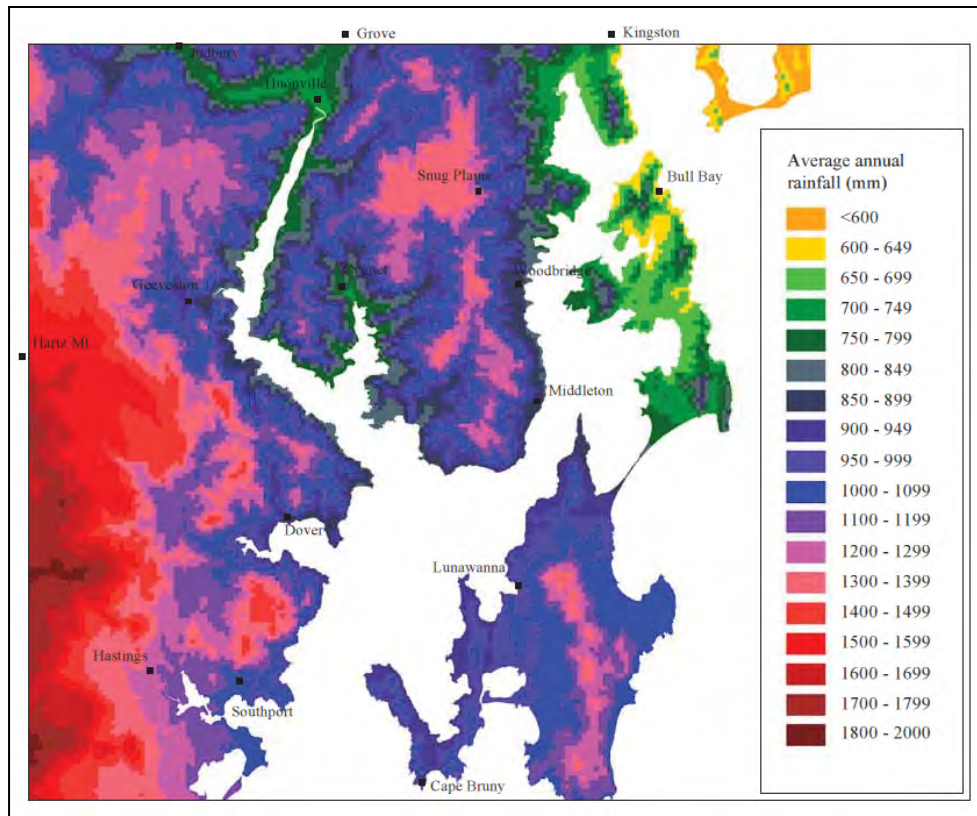 Grove
Kingston
Judbury
Huonville
Snug Plains
Bull Bay
Cygnet
Woodbridge
Geeveston
Hartz Mt
Middleton
Dover
Lunawanna
Hastings
Southport
Cape Bruny
Average annual
rainfall (mm)
<600
600 - 649
650 - 699
700 - 749
750 - 799
800 - 849
850 - 899
900 - 949
950 - 999
1000 - 1099
1100 - 1199
1200 - 1299
1300 - 1399
1400 - 1499
1500 - 1599
1600 - 1699
1700 - 1799
1800 - 2000